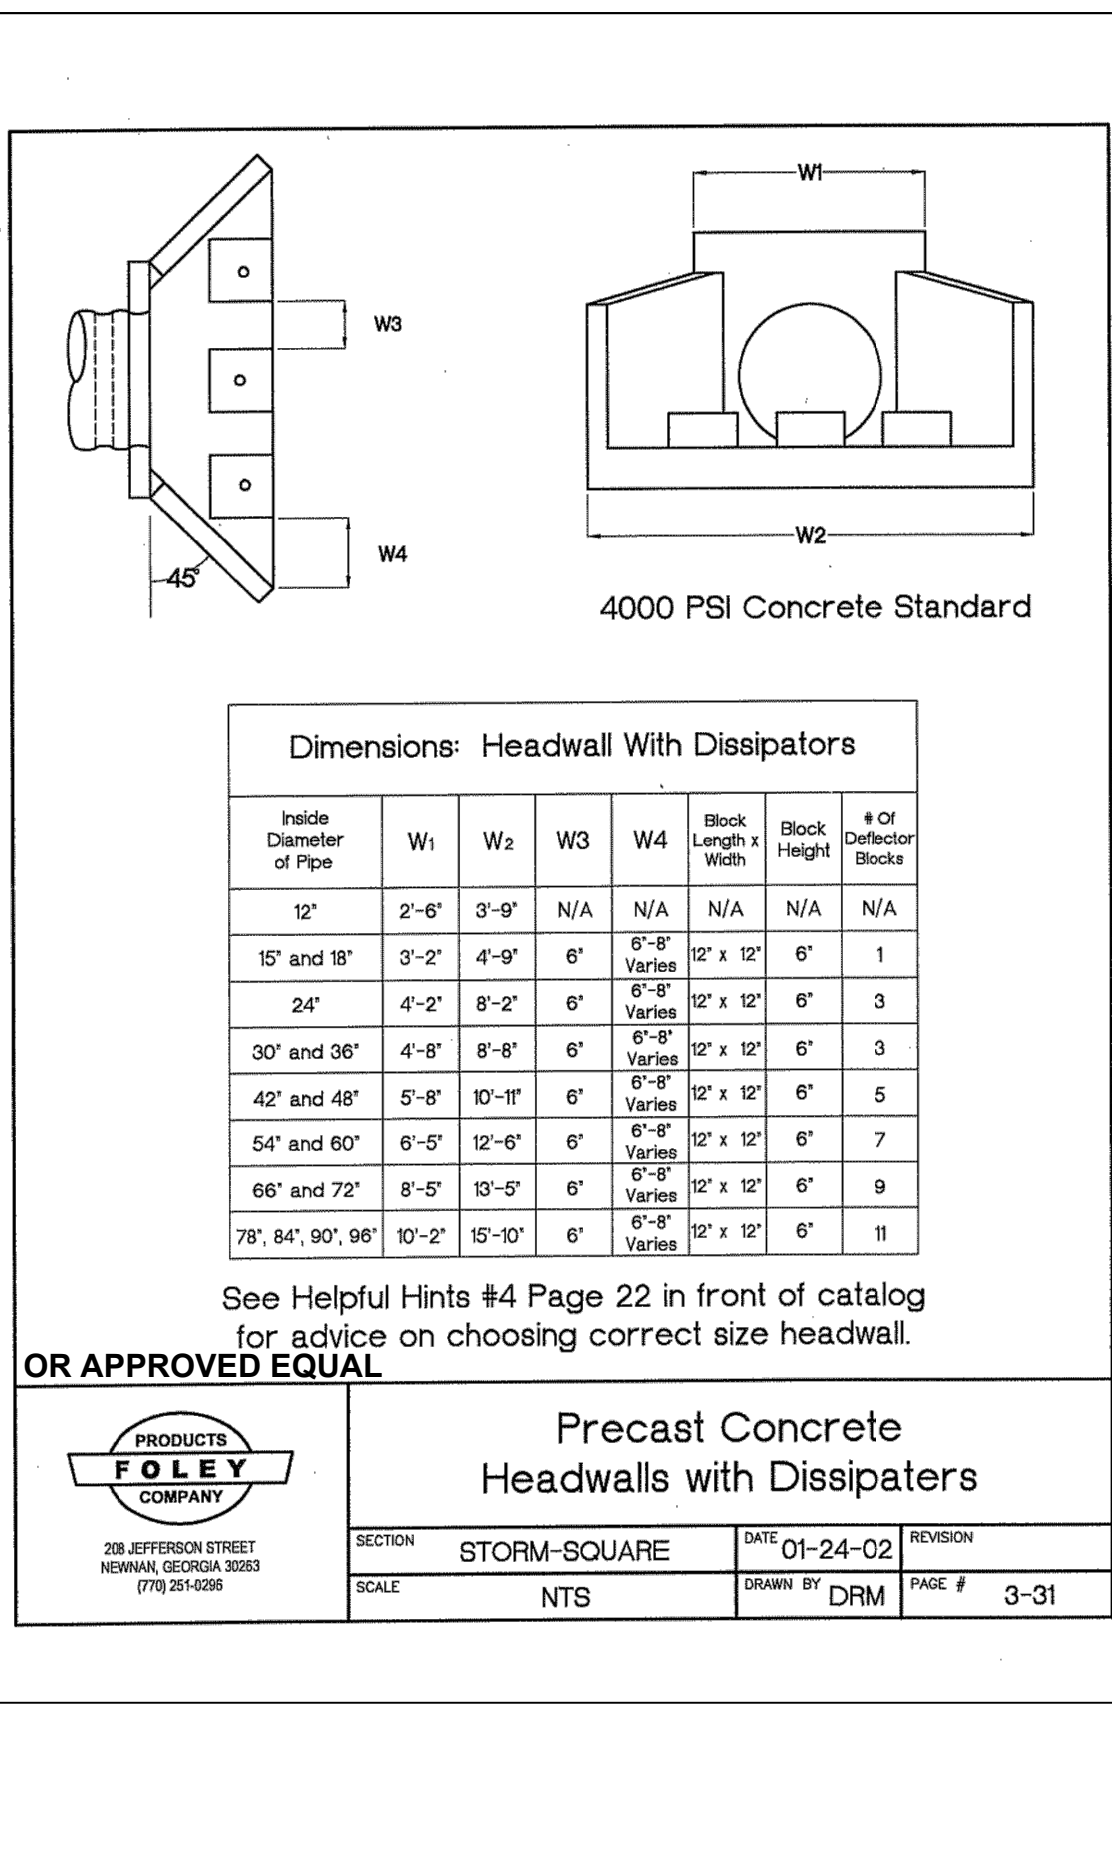 W1
W3
W4
45°
W2
4000 PSI Concrete Standard
Dimensions: Headwall With Dissipators
Inside Diameter of Pipe W1 W2 W3 W4 Block Length x Width Block Height # Of Deflector Blocks
12" 2'-6" 3'-9" N/A N/A N/A N/A N/A
15" and 18" 3'-2" 4'-9" 6" 6"-8" Varies 12" x 12" 6" 1
24" 4'-2" 8'-2" 6" 6"-8" Varies 12" x 12" 6" 3
30" and 36" 4'-8" 8'-8" 6" 6"-8" Varies 12" x 12" 6" 3
42" and 48" 5'-8" 10'-11" 6" 6"-8" Varies 12" x 12" 6" 5
54" and 60" 6'-5" 12'-6" 6" 6"-8" Varies 12" x 12" 6" 7
66" and 72" 8'-5" 13'-5" 6" 6"-8" Varies 12" x 12" 6" 9
78", 84", 90", 96" 10'-2" 15'-10" 6" 6"-8" Varies 12" x 12" 6" 11
See Helpful Hints #4 Page 22 in front of catalog
for advice on choosing correct size headwall.
OR APPROVED EQUAL
PRODUCTS
FOLEY
COMPANY
208 JEFFERSON STREET
NEWNAN, GEORGIA 30263
(770) 251-0296
Precast Concrete
Headwalls with Dissipaters
SECTION STORM-SQUARE DATE 01-24-02 REVISION
SCALE NTS DRAWN BY DRM PAGE # 3-31